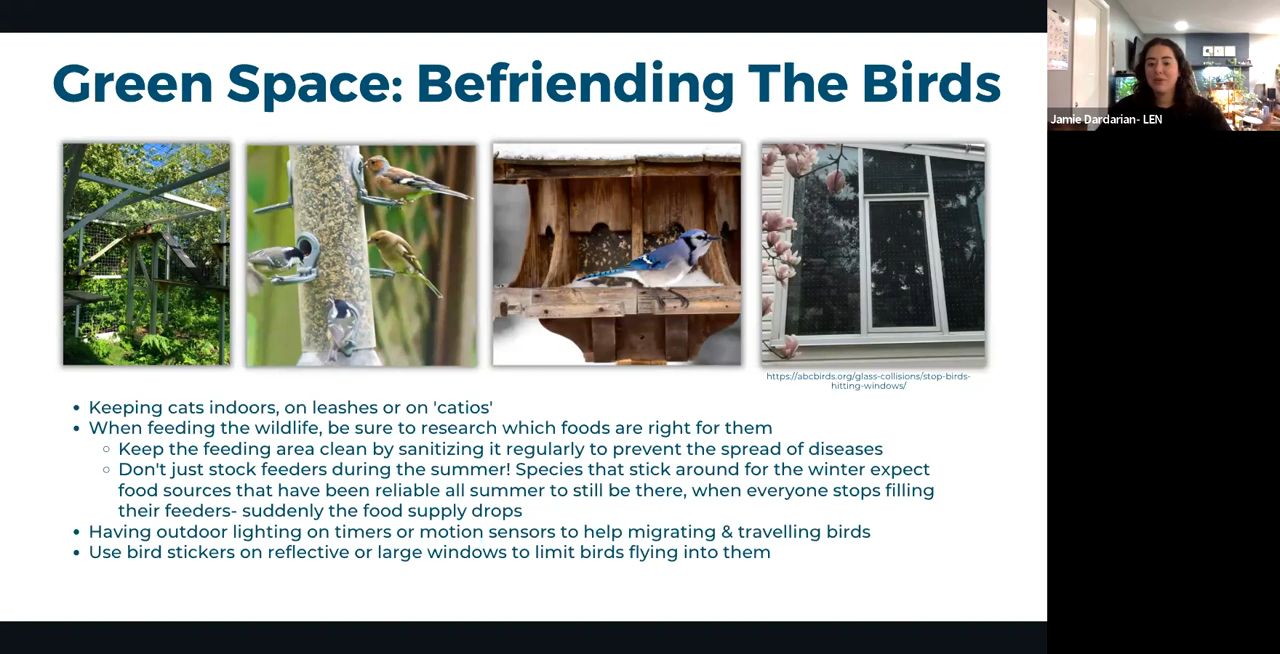 Green Space: Befriending The Birds
Jamie Dardarian- LEN
https://abcbirds.org/glass-collisions/stop-birds-
hitting-windows/
• Keeping cats indoors, on leashes or on 'catios'
• When feeding the wildlife, be sure to research which foods are right for them
○ Keep the feeding area clean by sanitizing it regularly to prevent the spread of diseases
○ Don't just stock feeders during the summer! Species that stick around for the winter expect
food sources that have been reliable all summer to still be there, when everyone stops filling
their feeders- suddenly the food supply drops
• Having outdoor lighting on timers or motion sensors to help migrating & travelling birds
• Use bird stickers on reflective or large windows to limit birds flying into them